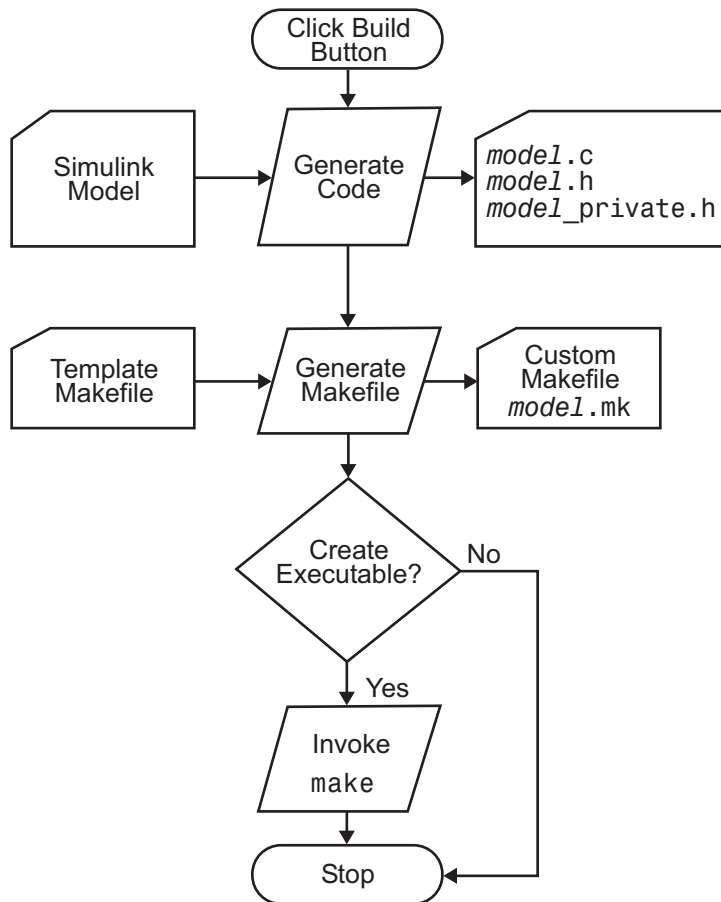 Click Build
Button
Simulink
Model
Generate
Code
model.c
model.h
model_private.h
Template
Makefile
Generate
Makefile
Custom
Makefile
model.mk
Create
Executable?
No
Yes
Invoke
make
Stop